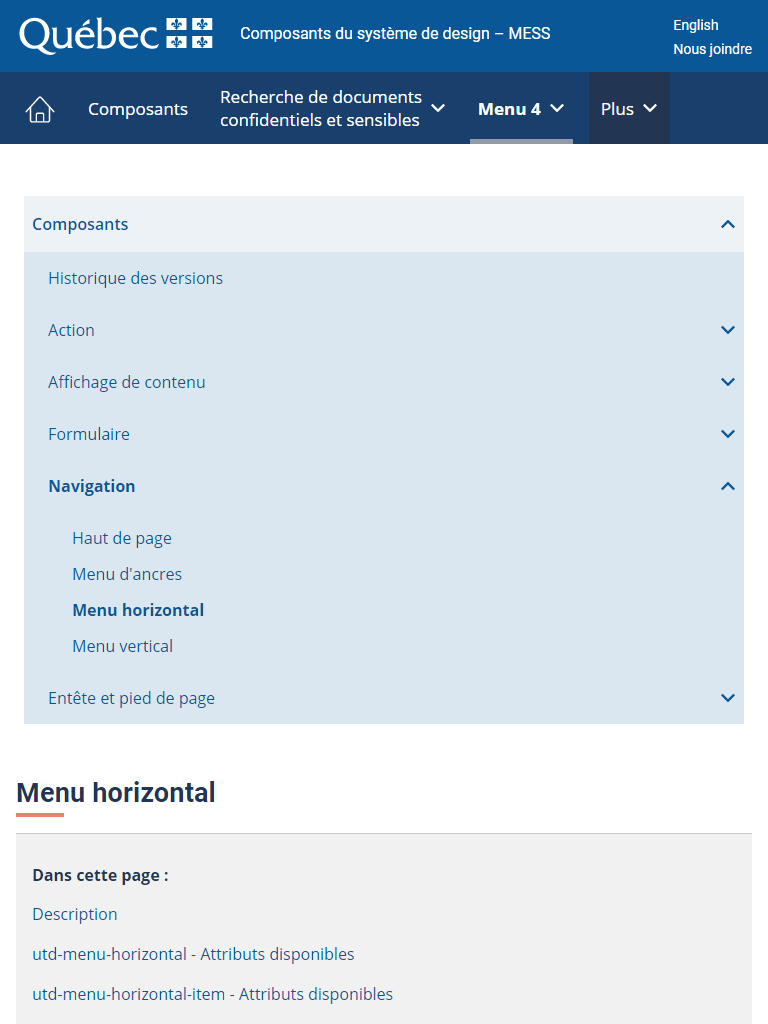 Québec
Composants du système de design – MESS
English
Nous joindre
Composants
Recherche de documents
confidentiels et sensibles
Menu 4
Plus
Composants
Historique des versions
Action
Affichage de contenu
Formulaire
Navigation
Haut de page
Menu d'ancres
Menu horizontal
Menu vertical
Entête et pied de page
Menu horizontal
Dans cette page :
Description
utd-menu-horizontal - Attributs disponibles
utd-menu-horizontal-item - Attributs disponibles